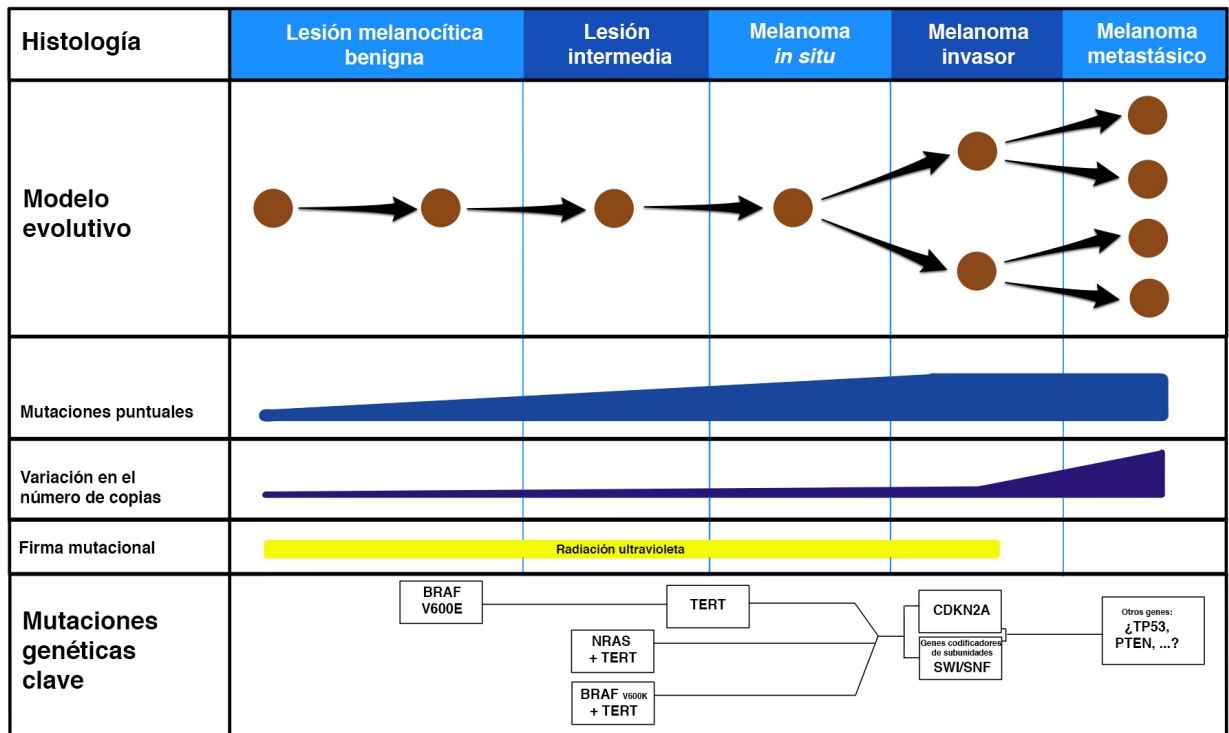 Histología
Lesión melanocítica
benigna
Lesión
intermedia
Melanoma
in situ
Melanoma
invasor
Melanoma
metastásico
Modelo
evolutivo
Mutaciones puntuales
Variación en el
número de copias
Firma mutacional
Radiación ultravioleta
Mutaciones
genéticas
clave
BRAF
V600E
TERT
NRAS
+ TERT
BRAF V600K
+ TERT
CDKN2A
Genes codificadores
de subunidades
SWI/SNF
Otros genes:
¿TP53,
PTEN, ...?